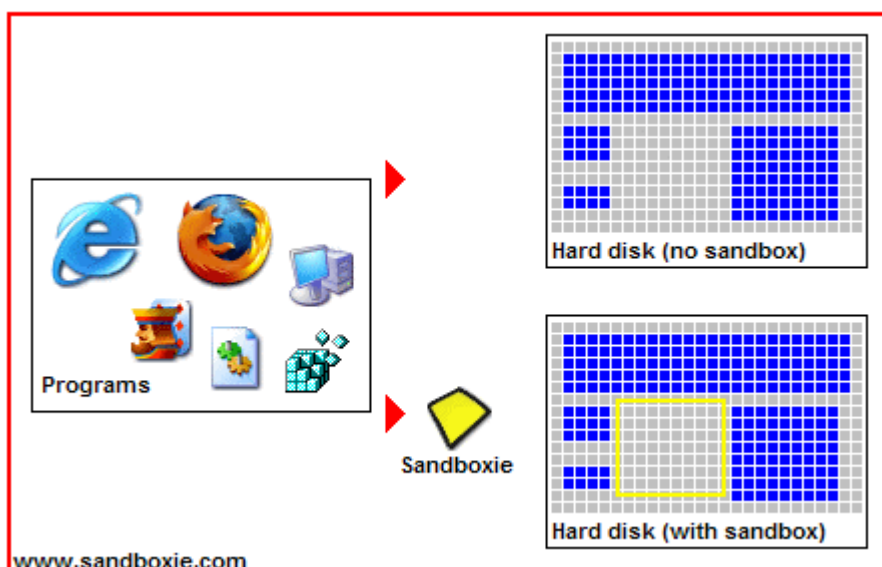 Hard disk (no sandbox)
Programs
Sandboxie
Hard disk (with sandbox)
www.sandboxie.com